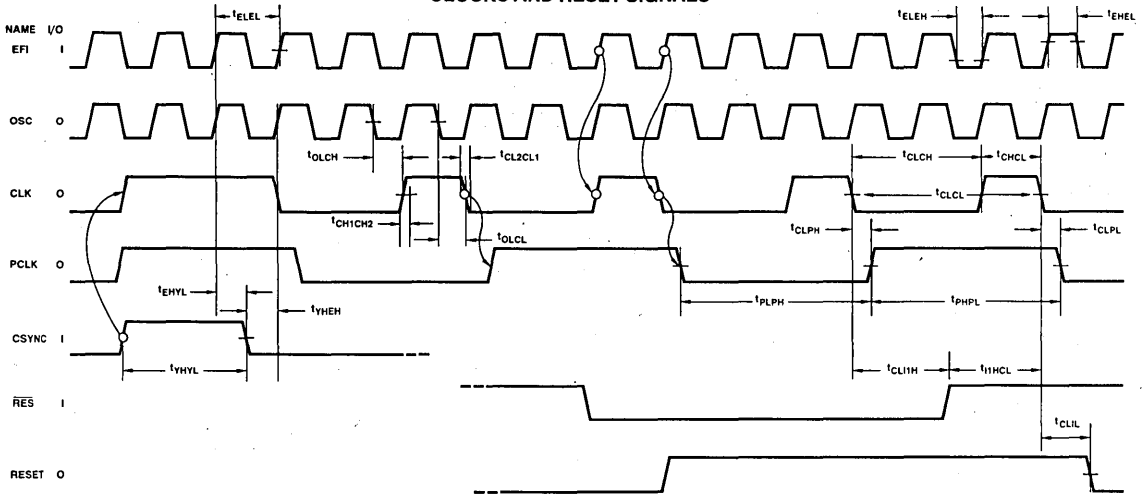 CLOCKS AND RESET SIGNALS
NAME I/O
EFI I
tELEL
tELEH
tEHEL
OSC O
tOLCH
tCL2CL1
tCLCH
tCHCL
CLK O
tCLCL
tCH1CH2
tOLCL
tCLPH
tCLPL
PCLK O
tEHYL
tYHEH
tPLPH
tPHPL
CSYNC I
tYHYL
tCLI1H
tI1HCL
RES I
tCLIL
RESET O